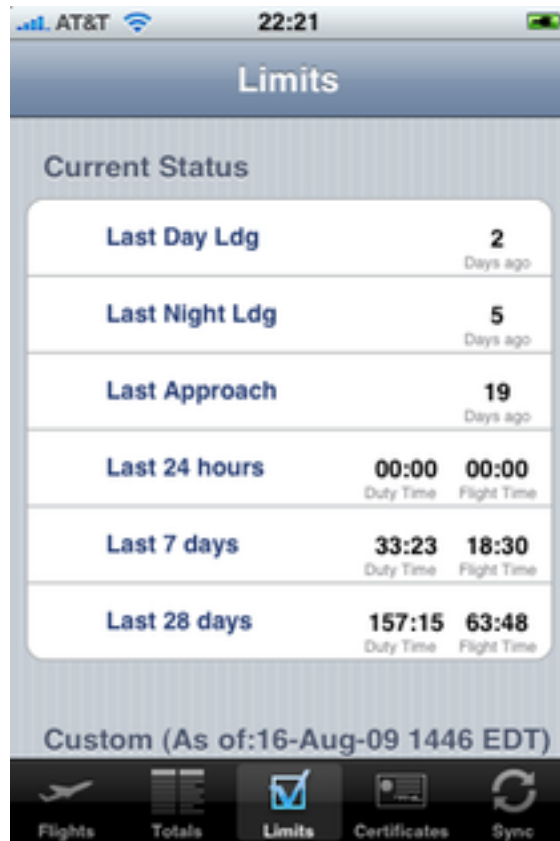 AT&T 22:21
Limits
Current Status
Last Day Ldg 2
Days ago
Last Night Ldg 5
Days ago
Last Approach 19
Days ago
Last 24 hours 00:00 00:00
Duty Time Flight Time
Last 7 days 33:23 18:30
Duty Time Flight Time
Last 28 days 157:15 63:48
Duty Time Flight Time
Custom (As of:16-Aug-09 1446 EDT)
Flights Totals Limits Certificates Sync